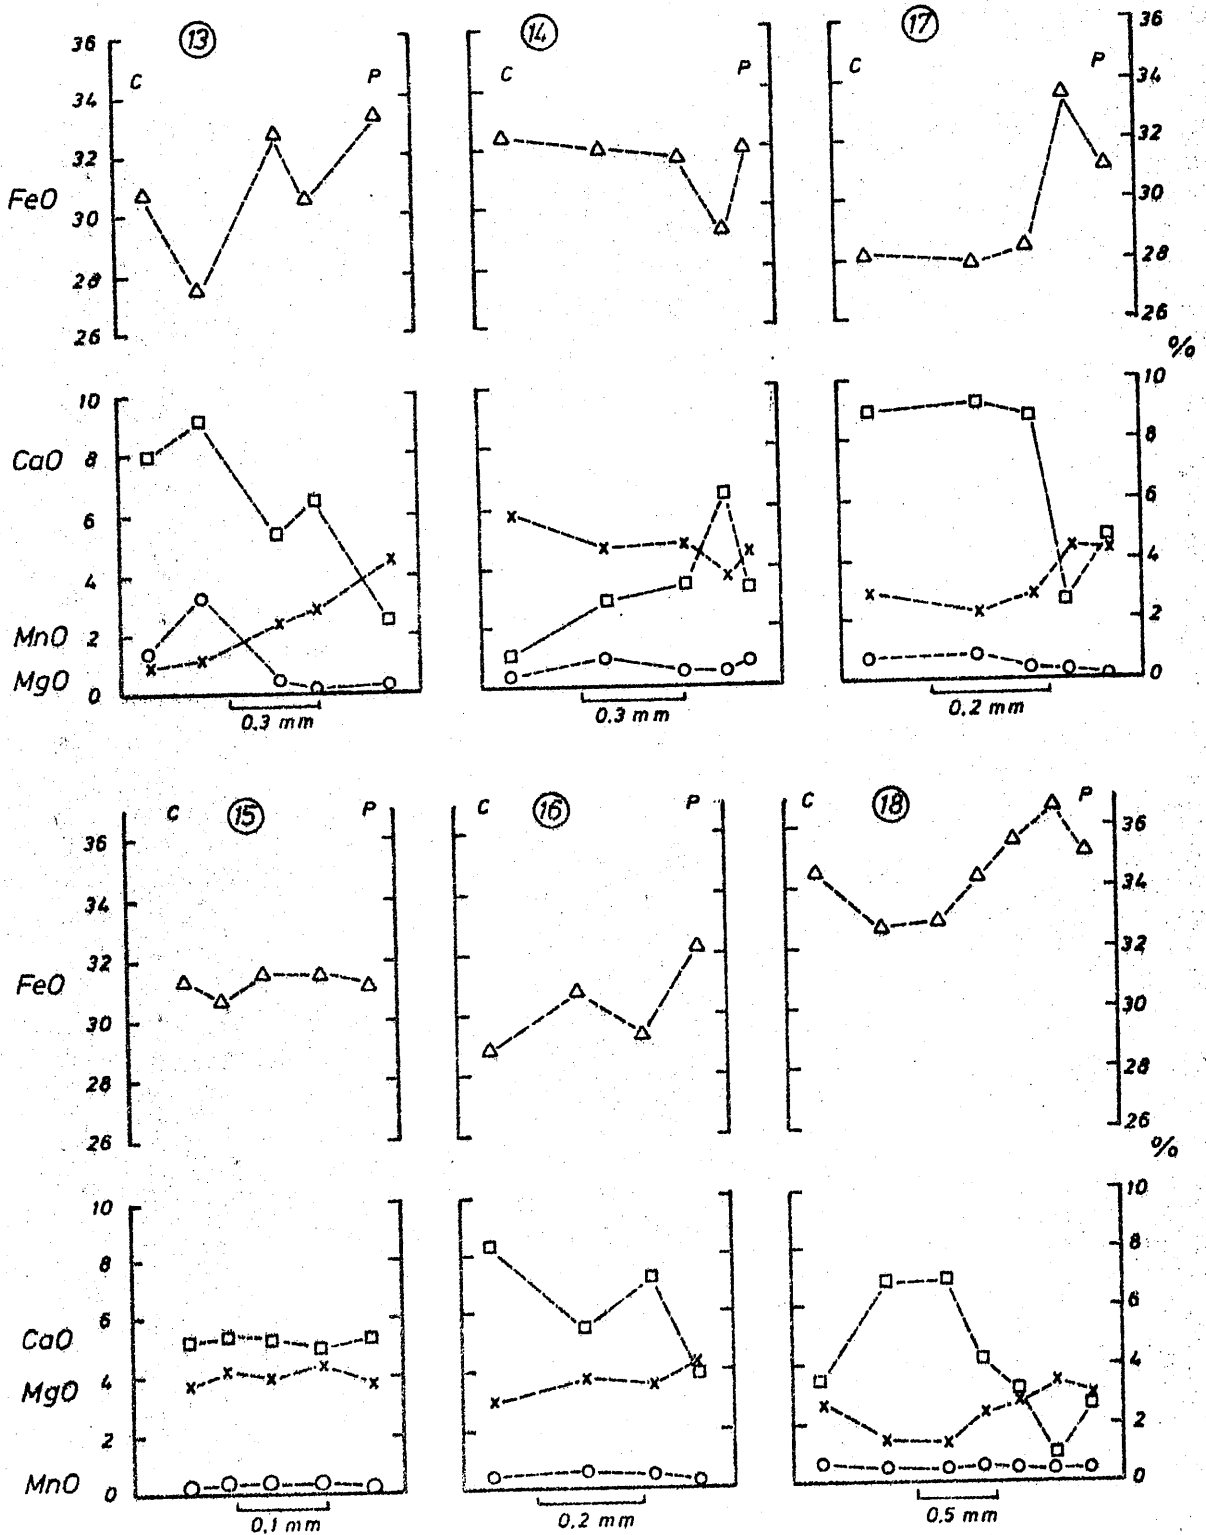 13 14 17
36 36
C P C P C P
34 34
32 32
FeO 30 30
28 28
26 26
%
10 10
CaO 8 8
6 6
4 4
MnO 2 2
MgO 0 0
0,3 mm 0,3 mm 0,2 mm
C 15 P C 16 P C 18 P
36 36
34 34
32 32
FeO
30 30
28 28
26 26
%
10 10
8 8
6 6
CaO
MgO 4 4
2 2
MnO 0 0
0,1 mm 0,2 mm 0,5 mm